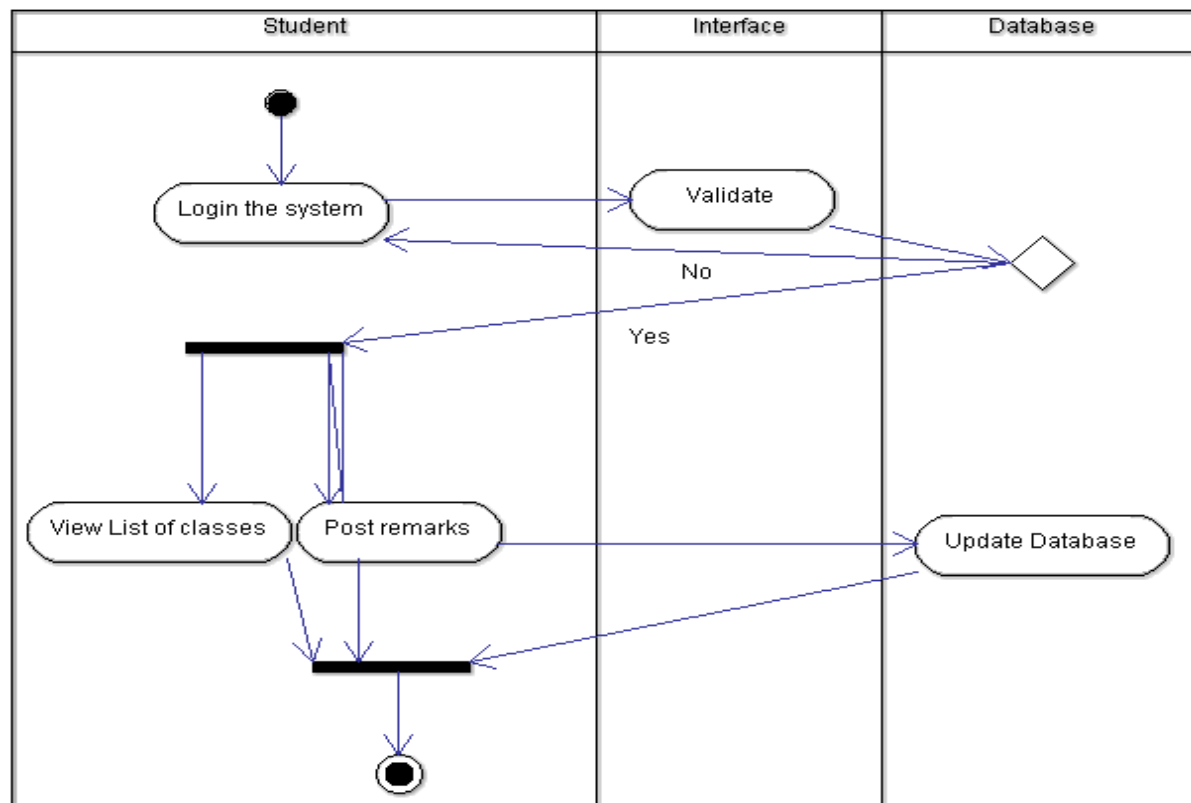 Student
Interface
Database
Login the system
Validate
No
Yes
View List of classes
Post remarks
Update Database